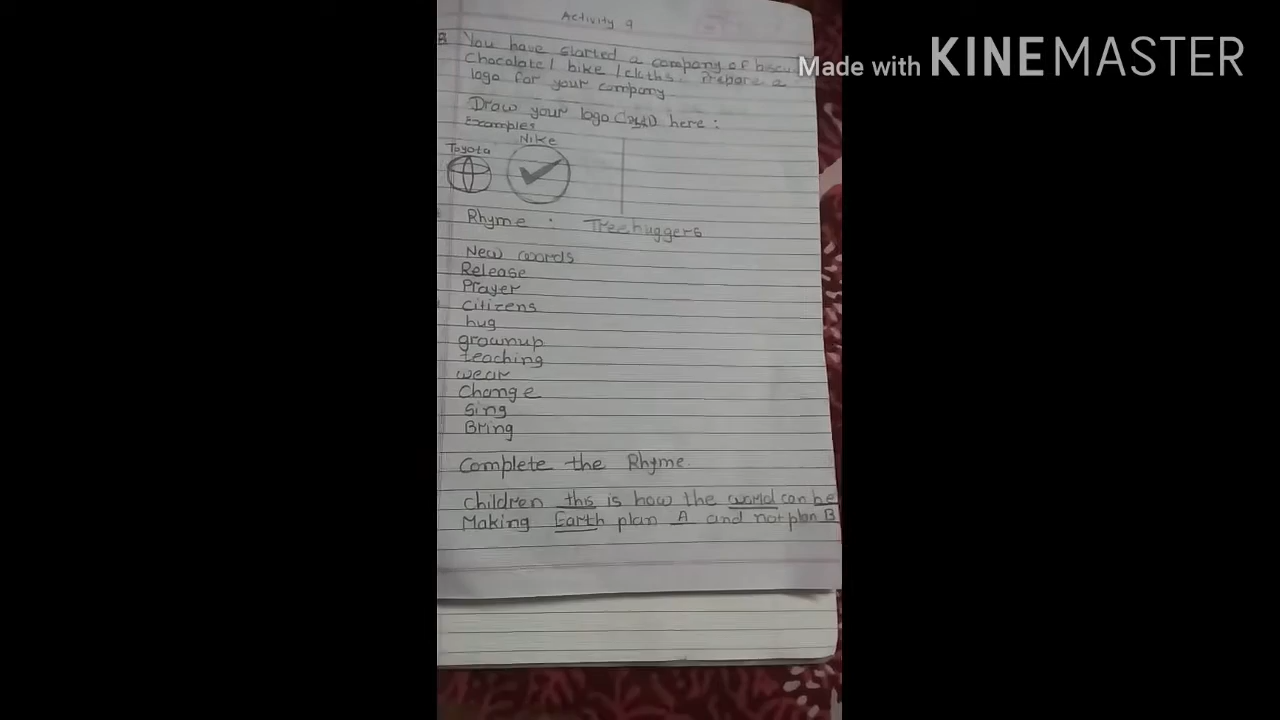 Activity 9
B You have started a company of biscu
Made with KINEMASTER
Chocolate/ bike / cloths. Prepare a
logo for your company
Draw your logo here :
Examples
Nike
Toyota
Rhyme : Treehuggers
New words
Release
Prayer
Citizens
hug
grownup
teaching
wear
Change
Sing
Bring
Complete the Rhyme.
Children this is how the world can be
Making Earth plan A and not plan B